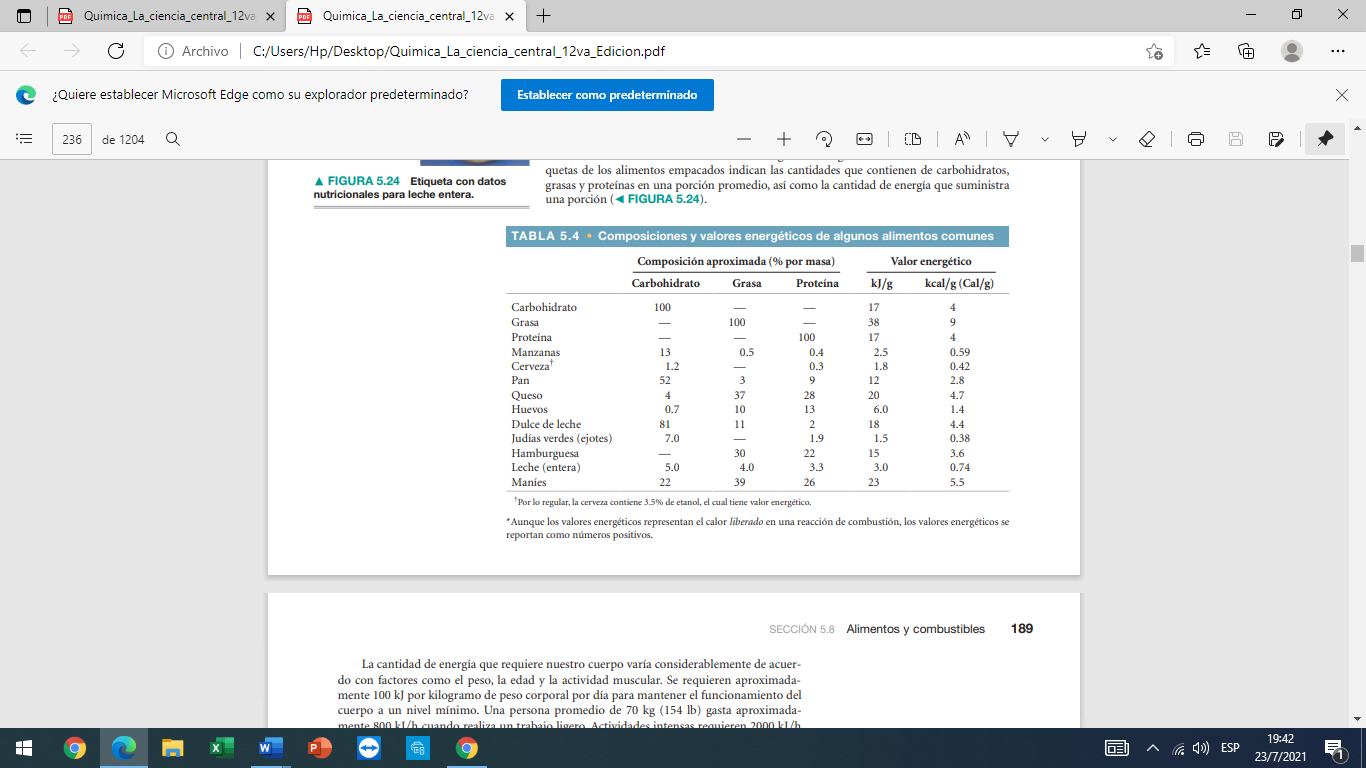 Quimica_La_ciencia_central_12va
Quimica_La_ciencia_central_12va
Archivo
C:/Users/Hp/Desktop/Quimica_La_ciencia_central_12va_Edicion.pdf
¿Quiere establecer Microsoft Edge como su explorador predeterminado?
Establecer como predeterminado
236 de 1204
quetas de los alimentos empacados indican las cantidades que contienen de carbohidratos,
grasas y proteínas en una porción promedio, así como la cantidad de energía que suministra
una porción (◄ FIGURA 5.24).
▲ FIGURA 5.24 Etiqueta con datos
nutricionales para leche entera.
TABLA 5.4 • Composiciones y valores energéticos de algunos alimentos comunes
Composición aproximada (% por masa) Valor energético
Carbohidrato Grasa Proteína kJ/g kcal/g (Cal/g)
Carbohidrato 100 — — 17 4
Grasa — 100 — 38 9
Proteína — — 100 17 4
Manzanas 13 0.5 0.4 2.5 0.59
Cerveza† 1.2 — 0.3 1.8 0.42
Pan 52 3 9 12 2.8
Queso 4 37 28 20 4.7
Huevos 0.7 10 13 6.0 1.4
Dulce de leche 81 11 2 18 4.4
Judías verdes (ejotes) 7.0 — 1.9 1.5 0.38
Hamburguesa — 30 22 15 3.6
Leche (entera) 5.0 4.0 3.3 3.0 0.74
Maníes 22 39 26 23 5.5
†Por lo regular, la cerveza contiene 3.5% de etanol, el cual tiene valor energético.
*Aunque los valores energéticos representan el calor liberado en una reacción de combustión, los valores energéticos se
reportan como números positivos.
SECCIÓN 5.8 Alimentos y combustibles 189
La cantidad de energía que requiere nuestro cuerpo varía considerablemente de acuer-
do con factores como el peso, la edad y la actividad muscular. Se requieren aproximada-
mente 100 kJ por kilogramo de peso corporal por día para mantener el funcionamiento del
cuerpo a un nivel mínimo. Una persona promedio de 70 kg (154 lb) gasta aproximada-
mente 800 kJ/h cuando realiza un trabajo ligero. Actividades intensas requieren 2000 kJ/h
ESP
19:42
23/7/2021
1